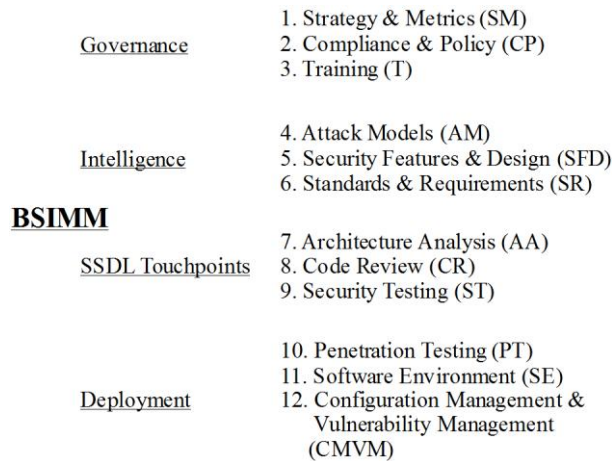 Governance
1. Strategy & Metrics (SM)
2. Compliance & Policy (CP)
3. Training (T)
Intelligence
4. Attack Models (AM)
5. Security Features & Design (SFD)
6. Standards & Requirements (SR)
BSIMM
SSDL Touchpoints
7. Architecture Analysis (AA)
8. Code Review (CR)
9. Security Testing (ST)
Deployment
10. Penetration Testing (PT)
11. Software Environment (SE)
12. Configuration Management &
Vulnerability Management
(CMVM)